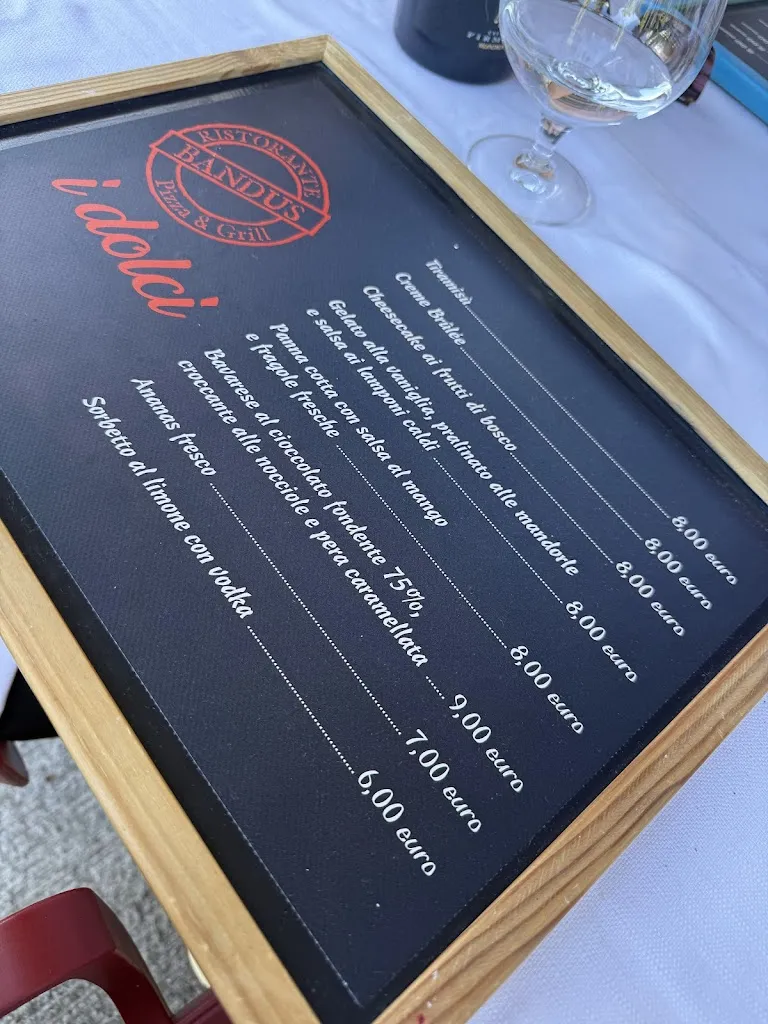 RISTORANTE
BANDUS
Pizza & Grill
i dolci
Tiramisù 8,00 euro
Creme Brûlée 8,00 euro
Cheesecake ai frutti di bosco 8,00 euro
Gelato alla vaniglia, pralinato alle mandorle
e salsa ai lamponi caldi 8,00 euro
Panna cotta con salsa al mango
e fragole fresche 8,00 euro
Bavarese al cioccolato fondente 75%,
croccante alle nocciole e pera caramellata 9,00 euro
Ananas fresco 7,00 euro
Sorbetto al limone con vodka 6,00 euro